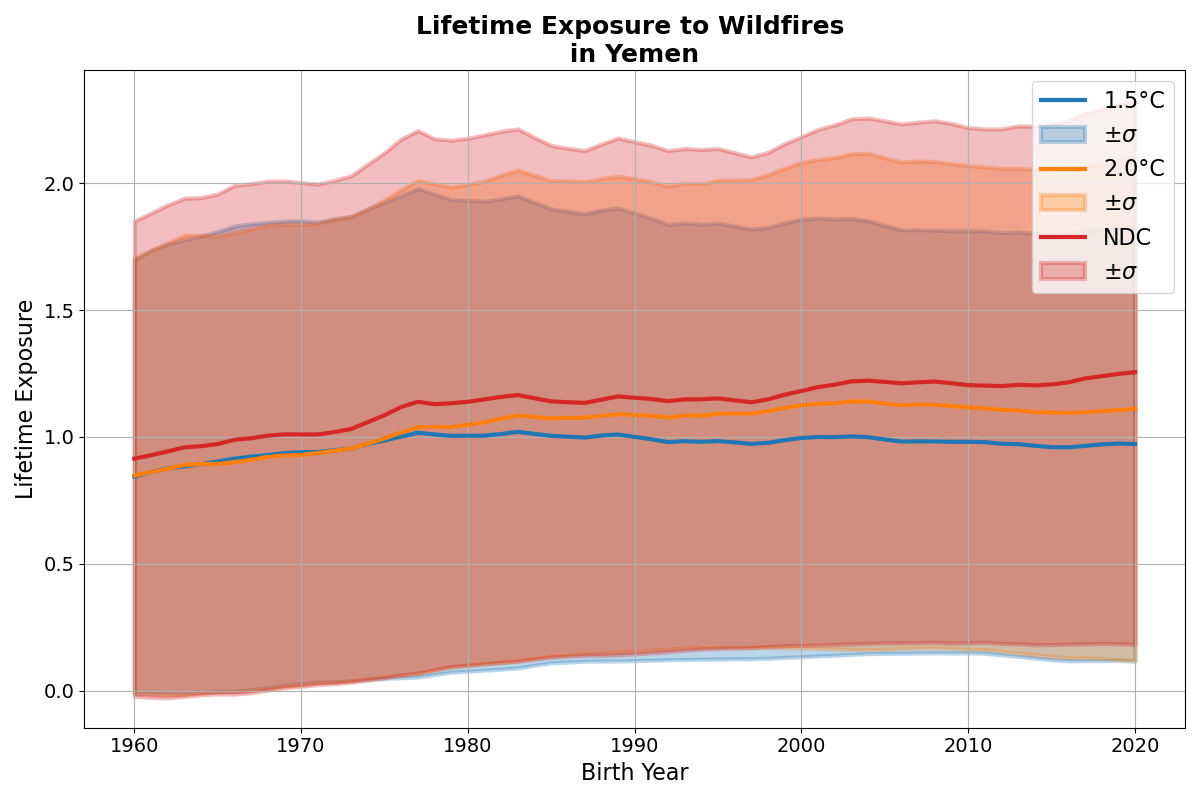 Lifetime Exposure to Wildfires
in Yemen
Lifetime Exposure
2.0
1.5
1.0
0.5
0.0
1960 1970 1980 1990 2000 2010 2020
Birth Year
1.5°C
±σ
2.0°C
±σ
NDC
±σ